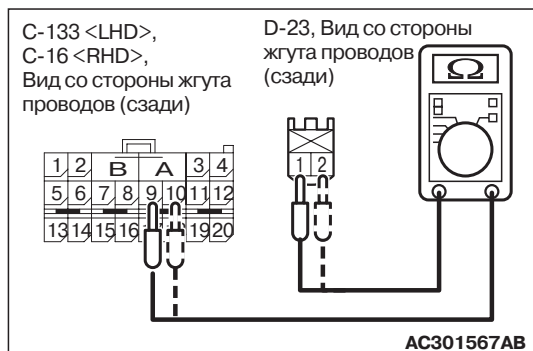 C-133 <LHD>,
C-16 <RHD>,
Вид со стороны жгута
проводов (сзади)
D-23, Вид со стороны
жгута проводов
(сзади)
Ω
1 2 B A 3 4
5 6 7 8 9 10 11 12
13 14 15 16 19 20
1 2
AC301567AB